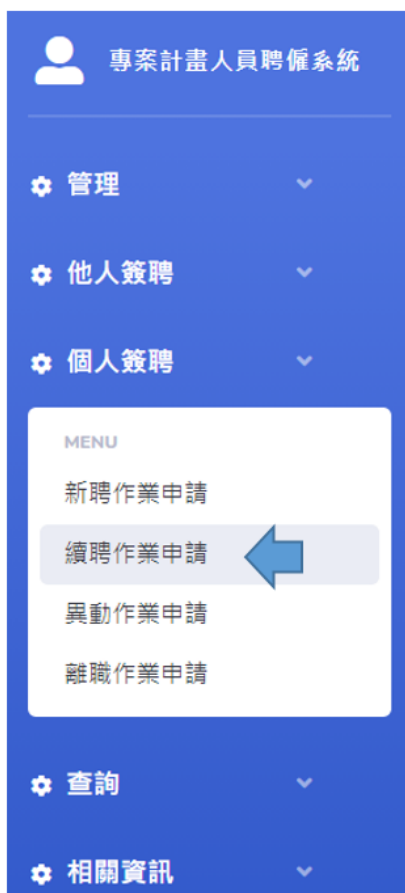 專案計畫人員聘僱系統
管理
他人簽聘
個人簽聘
MENU
新聘作業申請
續聘作業申請
異動作業申請
離職作業申請
查詢
相關資訊